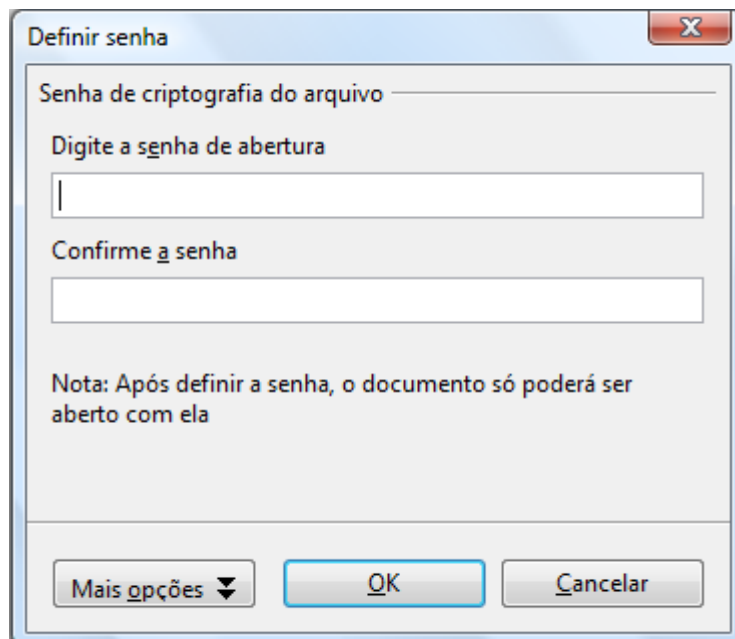 Definir senha
Senha de criptografia do arquivo
Digite a senha de abertura
Confirme a senha
Nota: Após definir a senha, o documento só poderá ser
aberto com ela
Mais opções OK Cancelar